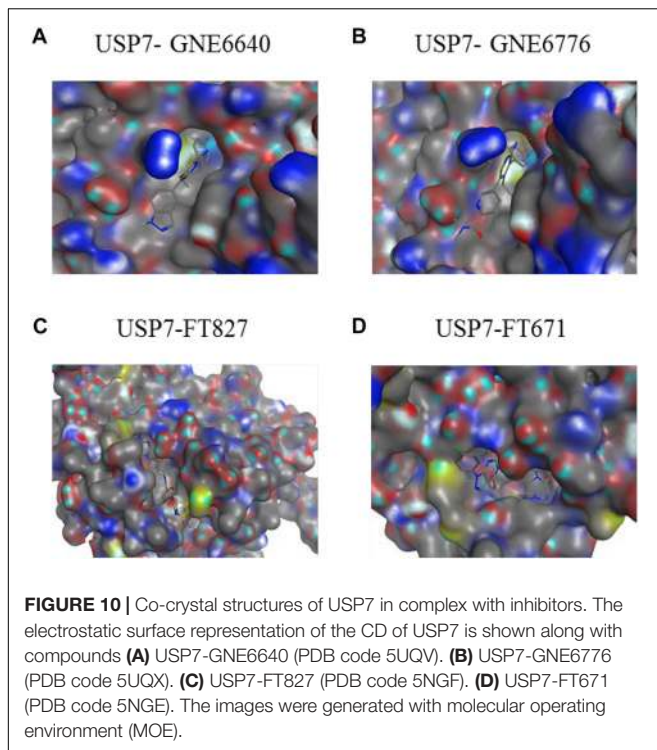 A USP7- GNE6640
B USP7- GNE6776
C USP7-FT827
D USP7-FT671
FIGURE 10 | Co-crystal structures of USP7 in complex with inhibitors. The
electrostatic surface representation of the CD of USP7 is shown along with
compounds (A) USP7-GNE6640 (PDB code 5UQV). (B) USP7-GNE6776
(PDB code 5UQX). (C) USP7-FT827 (PDB code 5NGF). (D) USP7-FT671
(PDB code 5NGE). The images were generated with molecular operating
environment (MOE).